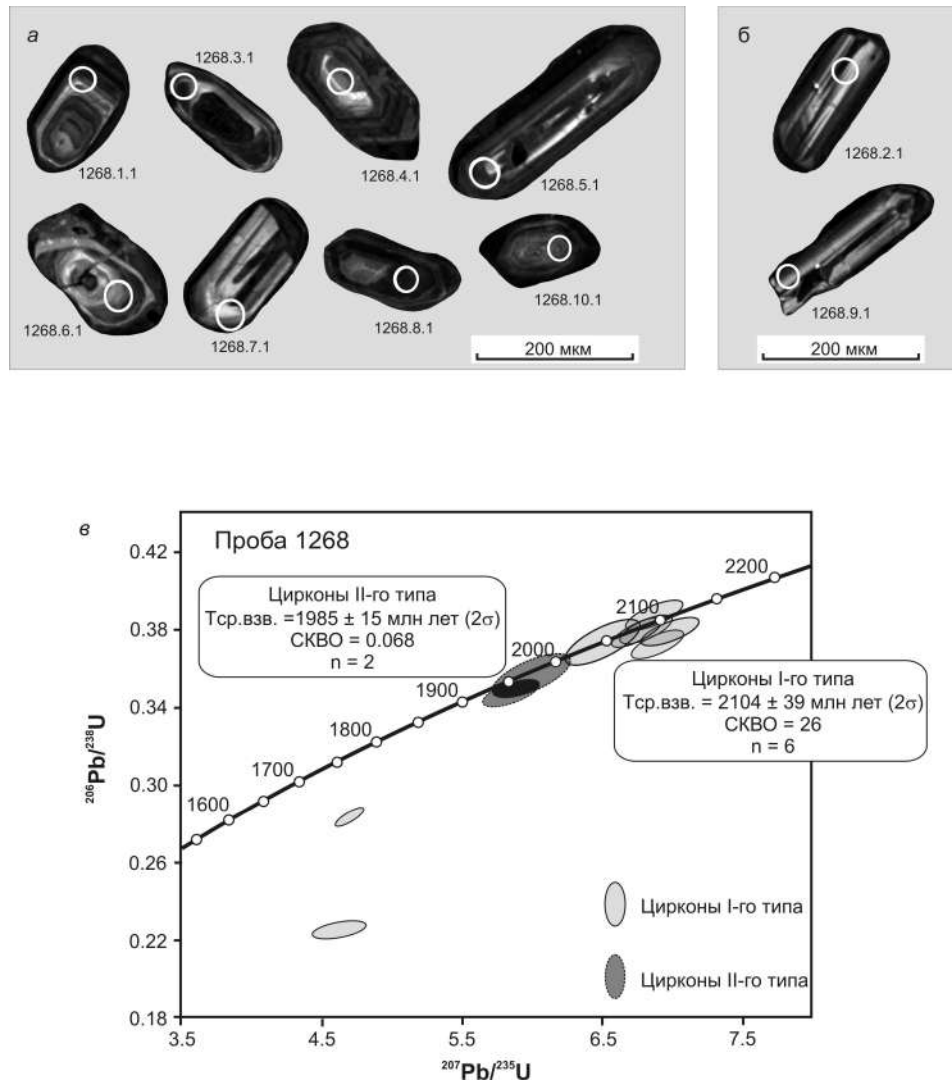 а
1268.3.1
1268.1.1
1268.4.1
1268.5.1
1268.6.1
1268.7.1
1268.8.1
1268.10.1
200 мкм
б
1268.2.1
1268.9.1
200 мкм
в
Проба 1268
Цирконы II-го типа
Тср.взв. =1985 ± 15 млн лет (2σ)
СКВО = 0.068
n = 2
Цирконы I-го типа
Тср.взв. = 2104 ± 39 млн лет (2σ)
СКВО = 26
n = 6
1600
1700
1800
1900
2000
2100
2200
Цирконы I-го типа
Цирконы II-го типа
0.42
0.38
0.34
0.30
0.26
0.22
0.18
²⁰⁶Pb/²³⁸U
3.5
4.5
5.5
6.5
7.5
²⁰⁷Pb/²³⁵U